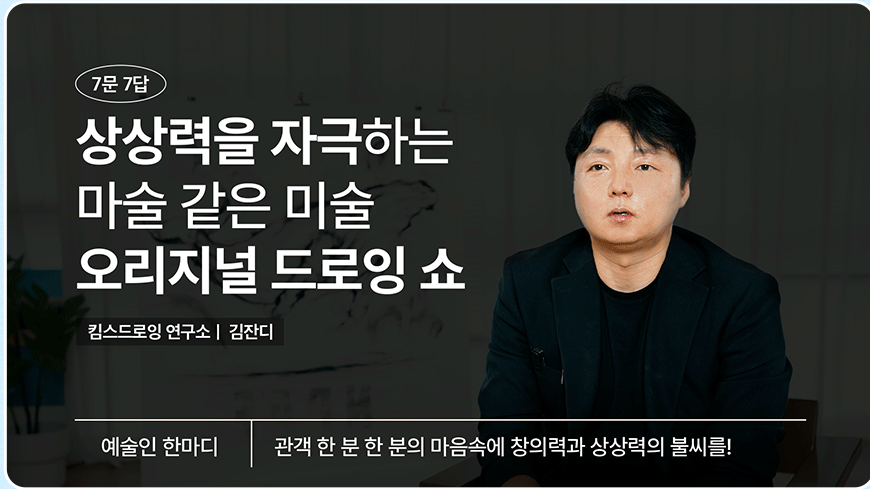 7문 7답
상상력을 자극하는
마술 같은 미술
오리지널 드로잉 쇼
킴스드로잉 연구소 | 김잔디
예술인 한마디
관객 한 분 한 분의 마음속에 창의력과 상상력의 불씨를!